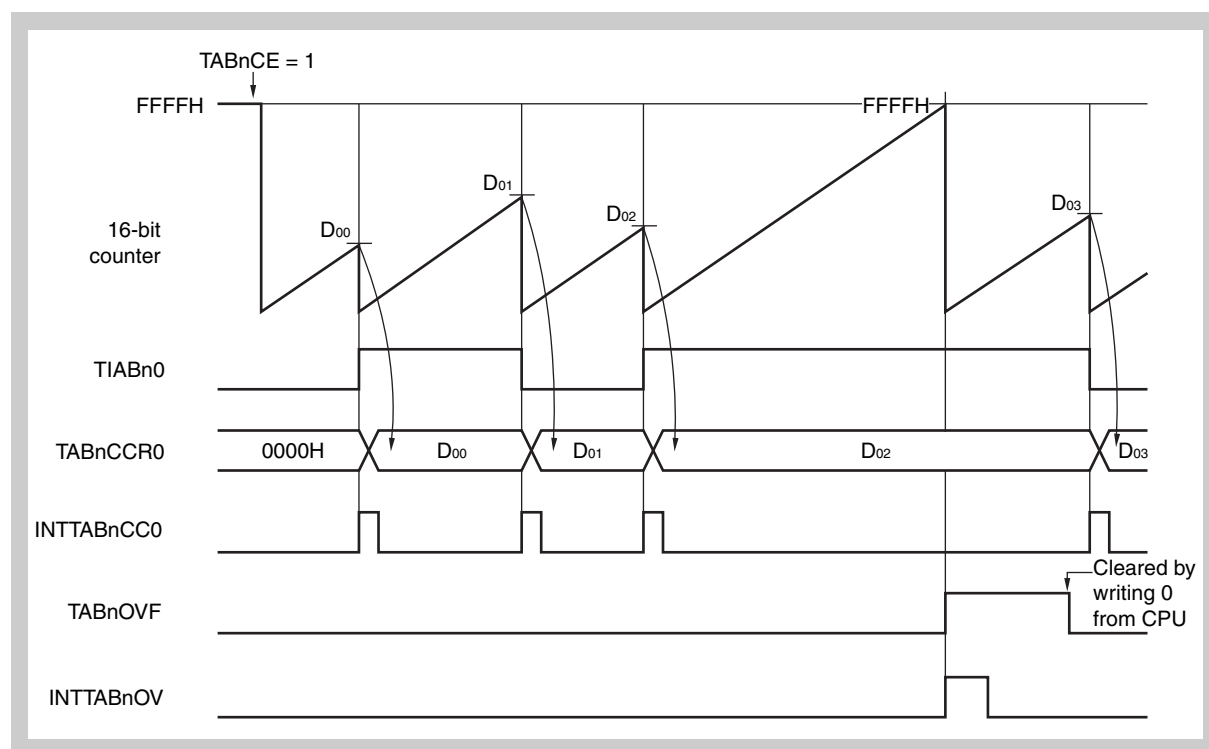 TABnCE = 1
FFFFH
FFFFH
D01
D03
D02
D00
16-bit
counter
TIABn0
TABnCCR0
0000H
D00
D01
D02
D03
INTTABnCC0
Cleared by
writing 0
from CPU
TABnOVF
INTTABnOV